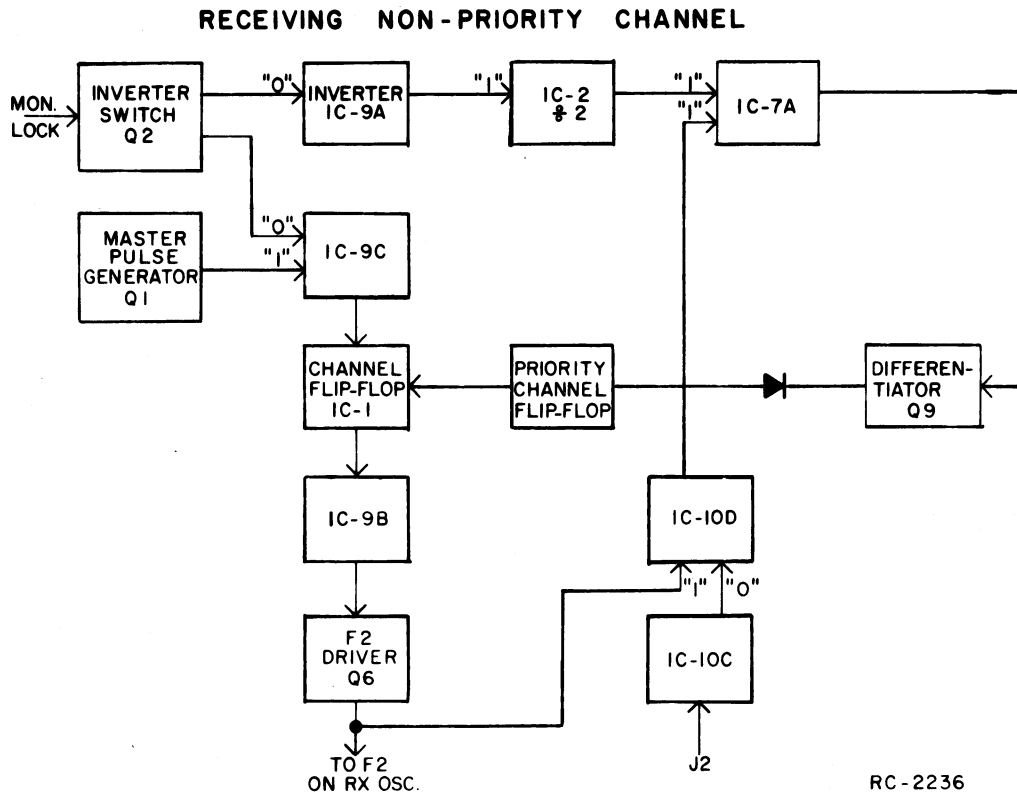 RECEIVING NON-PRIORITY CHANNEL
MON.
LOCK
INVERTER
SWITCH
Q2
"0"
INVERTER
IC-9A
"1"
IC-2
÷ 2
"1"
"1"
IC-7A
MASTER
PULSE
GENERATOR
Q1
"0"
"1"
IC-9C
CHANNEL
FLIP-FLOP
IC-1
PRIORITY
CHANNEL
FLIP-FLOP
DIFFEREN-
TIATOR
Q9
IC-9B
IC-10D
"1"
"0"
F2
DRIVER
Q6
IC-10C
TO F2
ON RX OSC.
J2
RC-2236